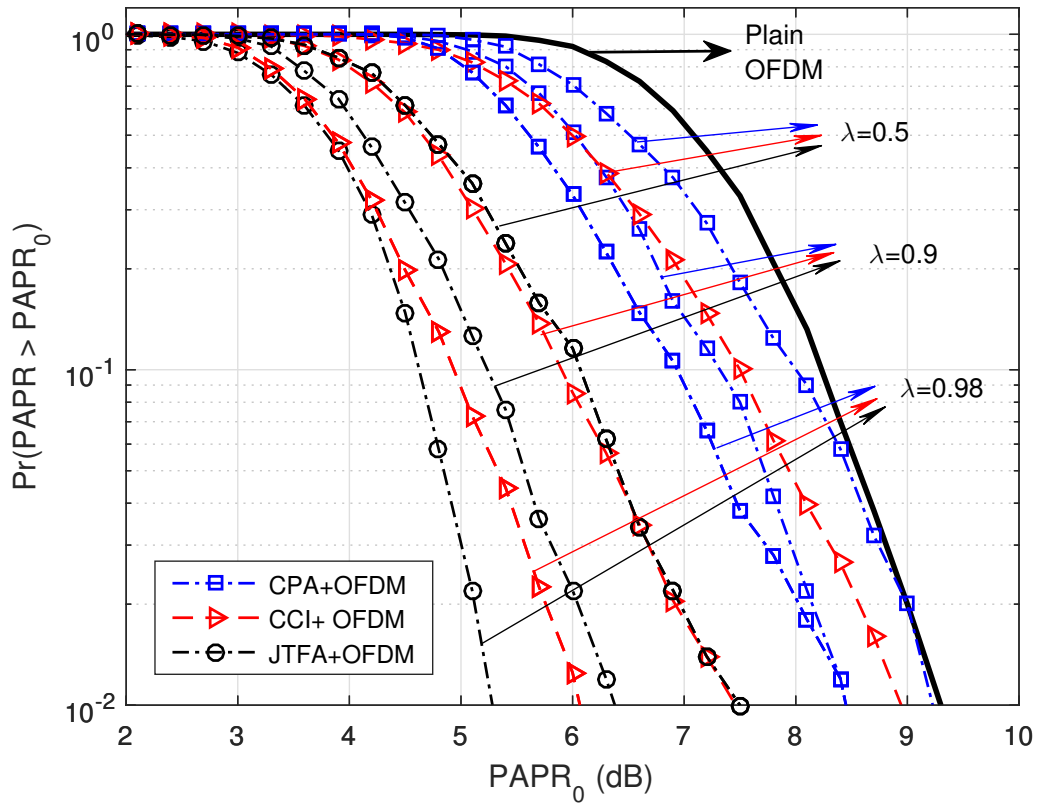 10^0
10^-1
10^-2
Pr(PAPR > PAPR_0)
Plain
OFDM
λ=0.5
λ=0.9
λ=0.98
CPA+OFDM
CCI+ OFDM
JTFA+OFDM
2 3 4 5 6 7 8 9 10
PAPR_0 (dB)